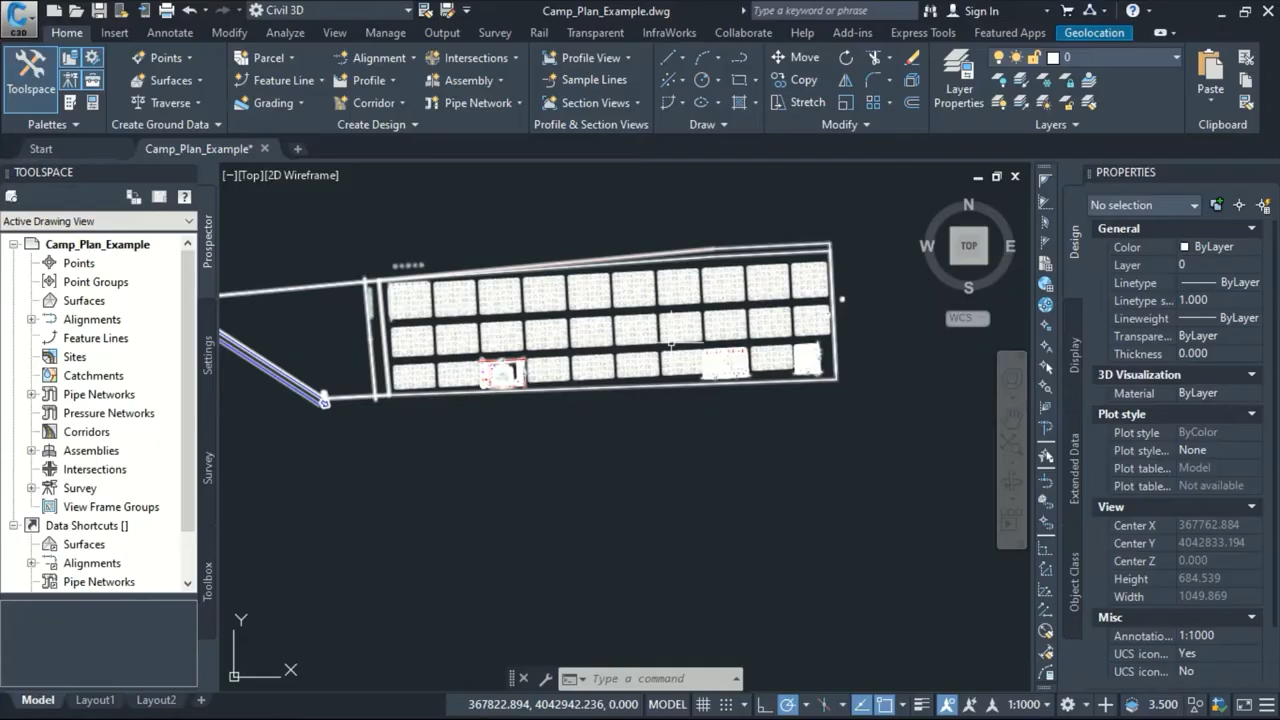 Civil 3D
Camp_Plan_Example.dwg
Type a keyword or phrase
Sign In
C3D
Home Insert Annotate Modify Analyze View Manage Output Survey Rail Transparent InfraWorks Collaborate Help Add-ins Express Tools Featured Apps Geolocation
Toolspace
Palettes
Points
Surfaces
Traverse
Create Ground Data
Parcel
Feature Line
Grading
Alignment
Profile
Corridor
Intersections
Assembly
Pipe Network
Create Design
Profile View
Sample Lines
Section Views
Profile & Section Views
Draw
Move
Copy
Stretch
Modify
Layer
Properties
0
Layers
Paste
Clipboard
Start
Camp_Plan_Example*
TOOLSPACE
Active Drawing View
Camp_Plan_Example
Points
Point Groups
Surfaces
Alignments
Feature Lines
Sites
Catchments
Pipe Networks
Pressure Networks
Corridors
Assemblies
Intersections
Survey
View Frame Groups
Data Shortcuts []
Surfaces
Alignments
Pipe Networks
Prospector
Settings
Survey
Toolbox
[−][Top][2D Wireframe]
N
W TOP E
S
WCS
Y
X
Type a command
PROPERTIES
No selection
Design
Display
Extended Data
Object Class
General
Color ByLayer
Layer 0
Linetype ByLayer
Linetype s... 1.000
Lineweight ByLayer
Transpare... ByLayer
Thickness 0.000
3D Visualization
Material ByLayer
Plot style
Plot style ByColor
Plot style... None
Plot table... Model
Plot table... Not available
View
Center X 367762.884
Center Y 4042833.194
Center Z 0.000
Height 684.539
Width 1049.869
Misc
Annotatio... 1:1000
UCS icon... Yes
UCS icon... No
Model Layout1 Layout2
367822.894, 4042942.236, 0.000 MODEL
1:1000
3.500